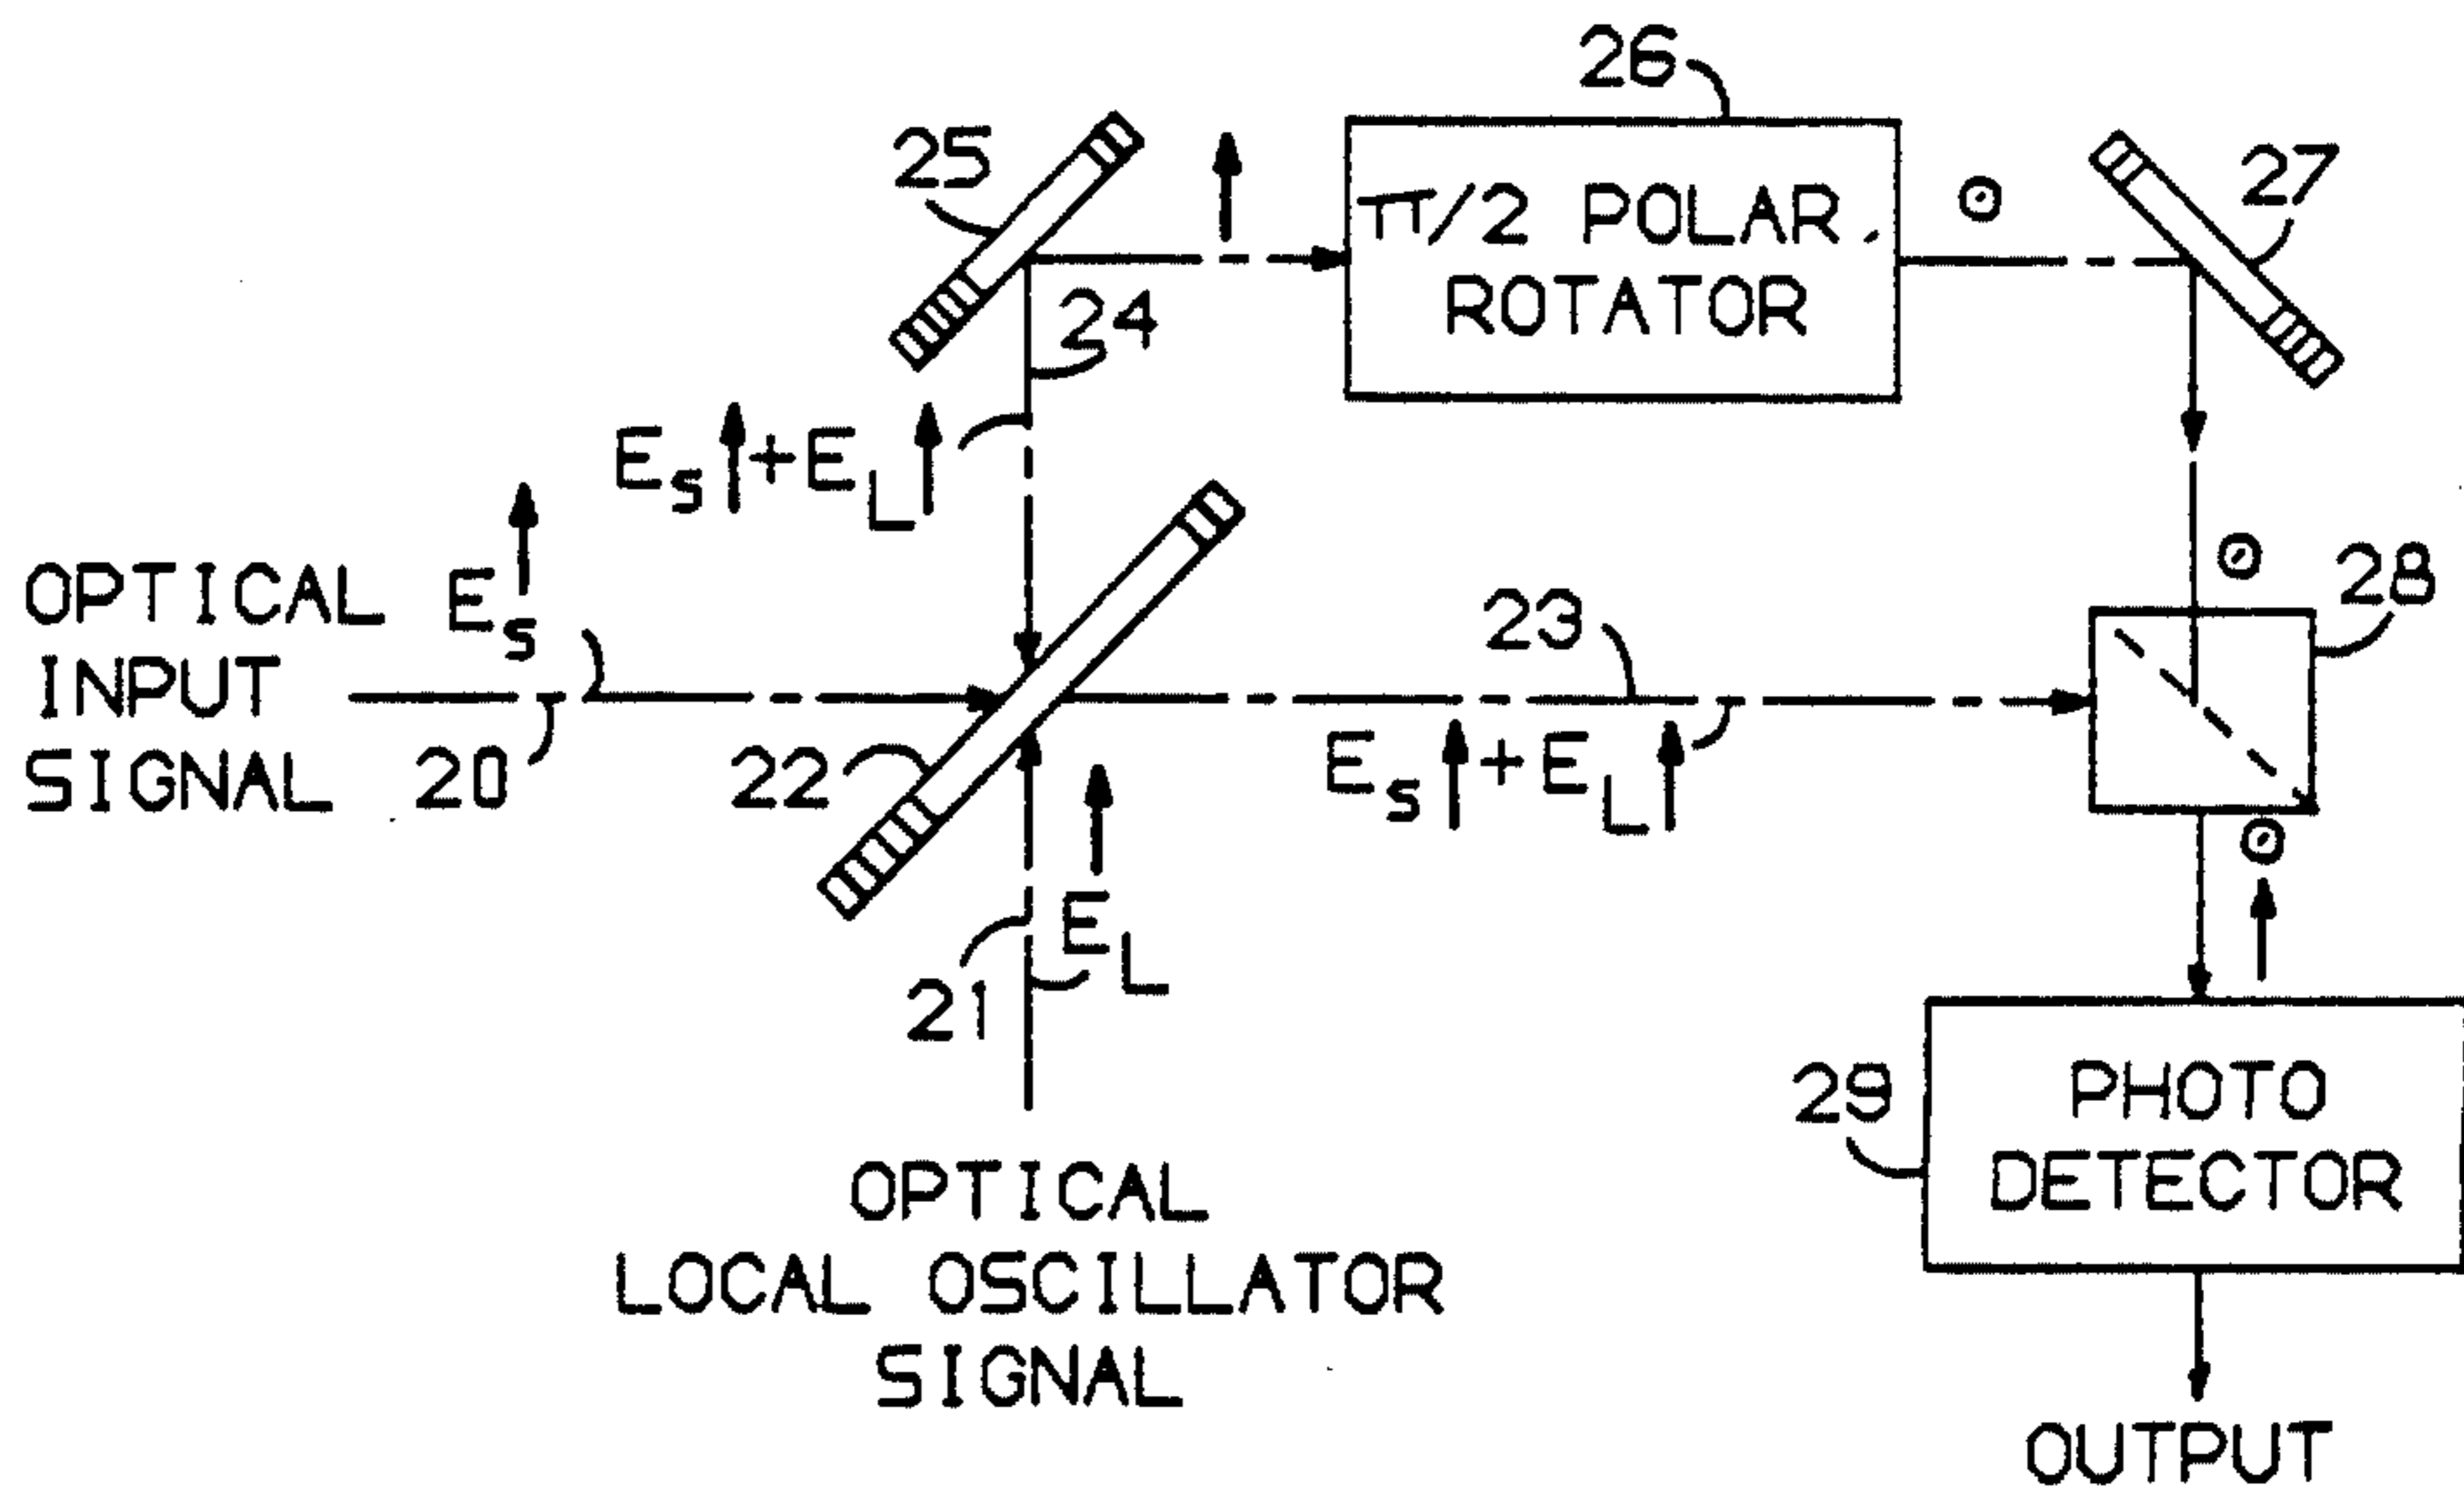 26
25
27
π/2 POLAR.
ROTATOR
24
Es + EL
Es
OPTICAL
INPUT
SIGNAL
20
22
23
28
Es + EL
EL
21
29
PHOTO
DETECTOR
OPTICAL
LOCAL OSCILLATOR
SIGNAL
OUTPUT